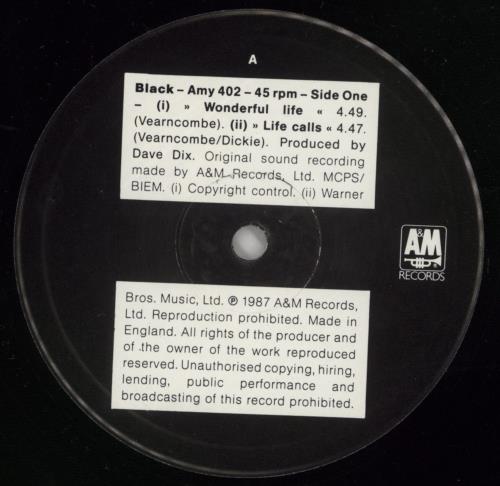 A
Black – Amy 402 – 45 rpm – Side One
– (i) » Wonderful life « 4.49.
(Vearncombe). (ii) » Life calls « 4.47.
(Vearncombe/Dickie). Produced by
Dave Dix. Original sound recording
made by A&M Records, Ltd. MCPS/
BIEM. (i) Copyright control. (ii) Warner
A&M
RECORDS
Bros. Music, Ltd. ℗ 1987 A&M Records,
Ltd. Reproduction prohibited. Made in
England. All rights of the producer and
of the owner of the work reproduced
reserved. Unauthorised copying, hiring,
lending, public performance and
broadcasting of this record prohibited.